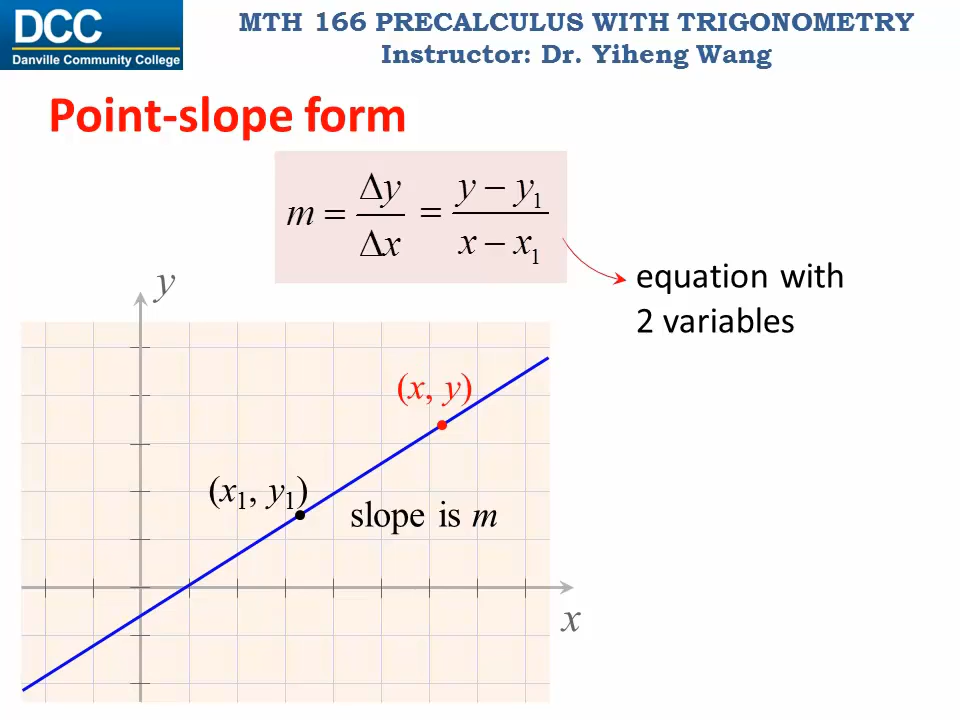 DCC
Danville Community College
MTH 166 PRECALCULUS WITH TRIGONOMETRY
Instructor: Dr. Yiheng Wang
Point-slope form
m = Δy/Δx = (y − y₁)/(x − x₁)
equation with
2 variables
y
(x, y)
(x₁, y₁)
slope is m
x